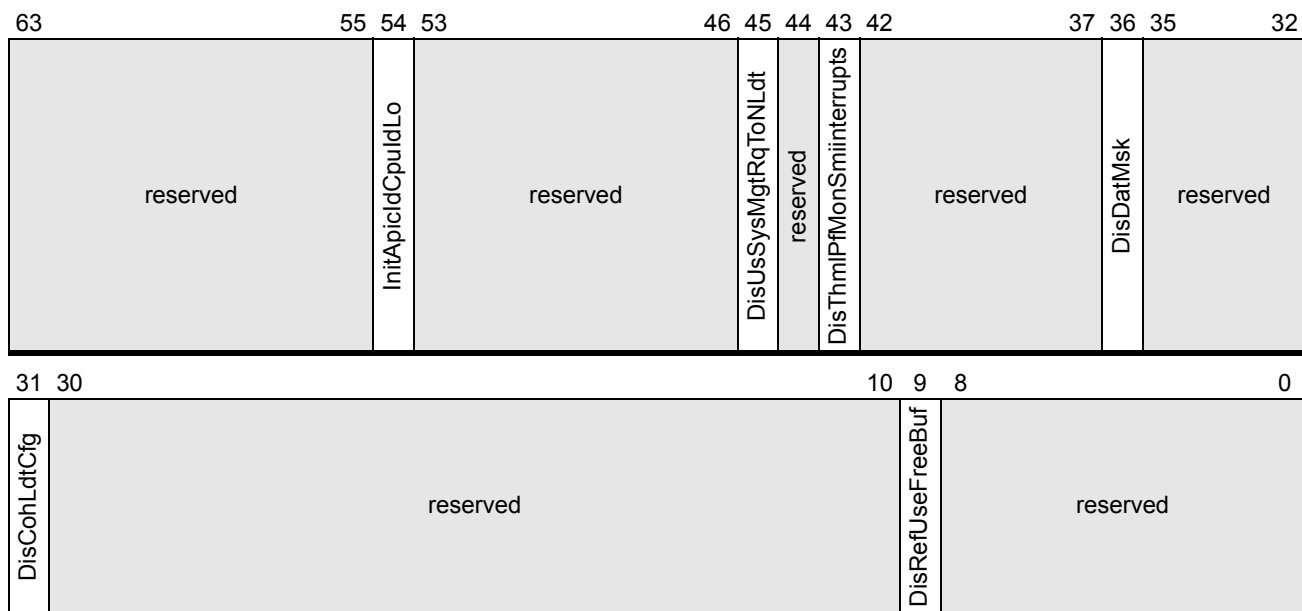 63 55 54 53 46 45 44 43 42 37 36 35 32
reserved
InitApicIdCpuIdLo
reserved
DisUsSysMgtRqToNLdt
reserved
DisThmlPfMonSmiinterrupts
reserved
DisDatMsk
reserved
31 30 10 9 8 0
DisCohLdtCfg
reserved
DisRefUseFreeBuf
reserved